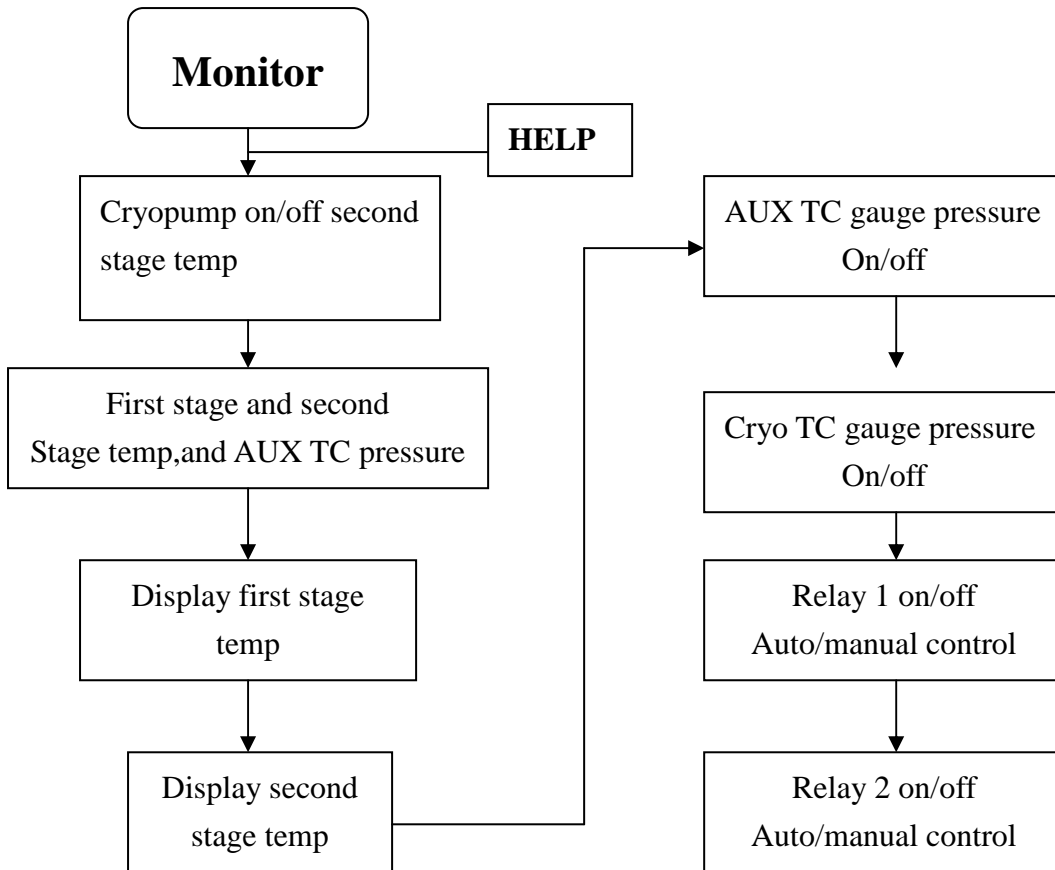 Monitor
HELP
Cryopump on/off second
stage temp
First stage and second
Stage temp,and AUX TC pressure
Display first stage
temp
Display second
stage temp
AUX TC gauge pressure
On/off
Cryo TC gauge pressure
On/off
Relay 1 on/off
Auto/manual control
Relay 2 on/off
Auto/manual control